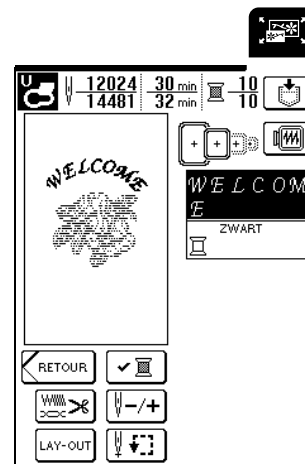 U
12024 30 min 10
14481 32 min 10
WELCOME
WELCOM
E
ZWART
RETOUR
-/+
LAY-OUT